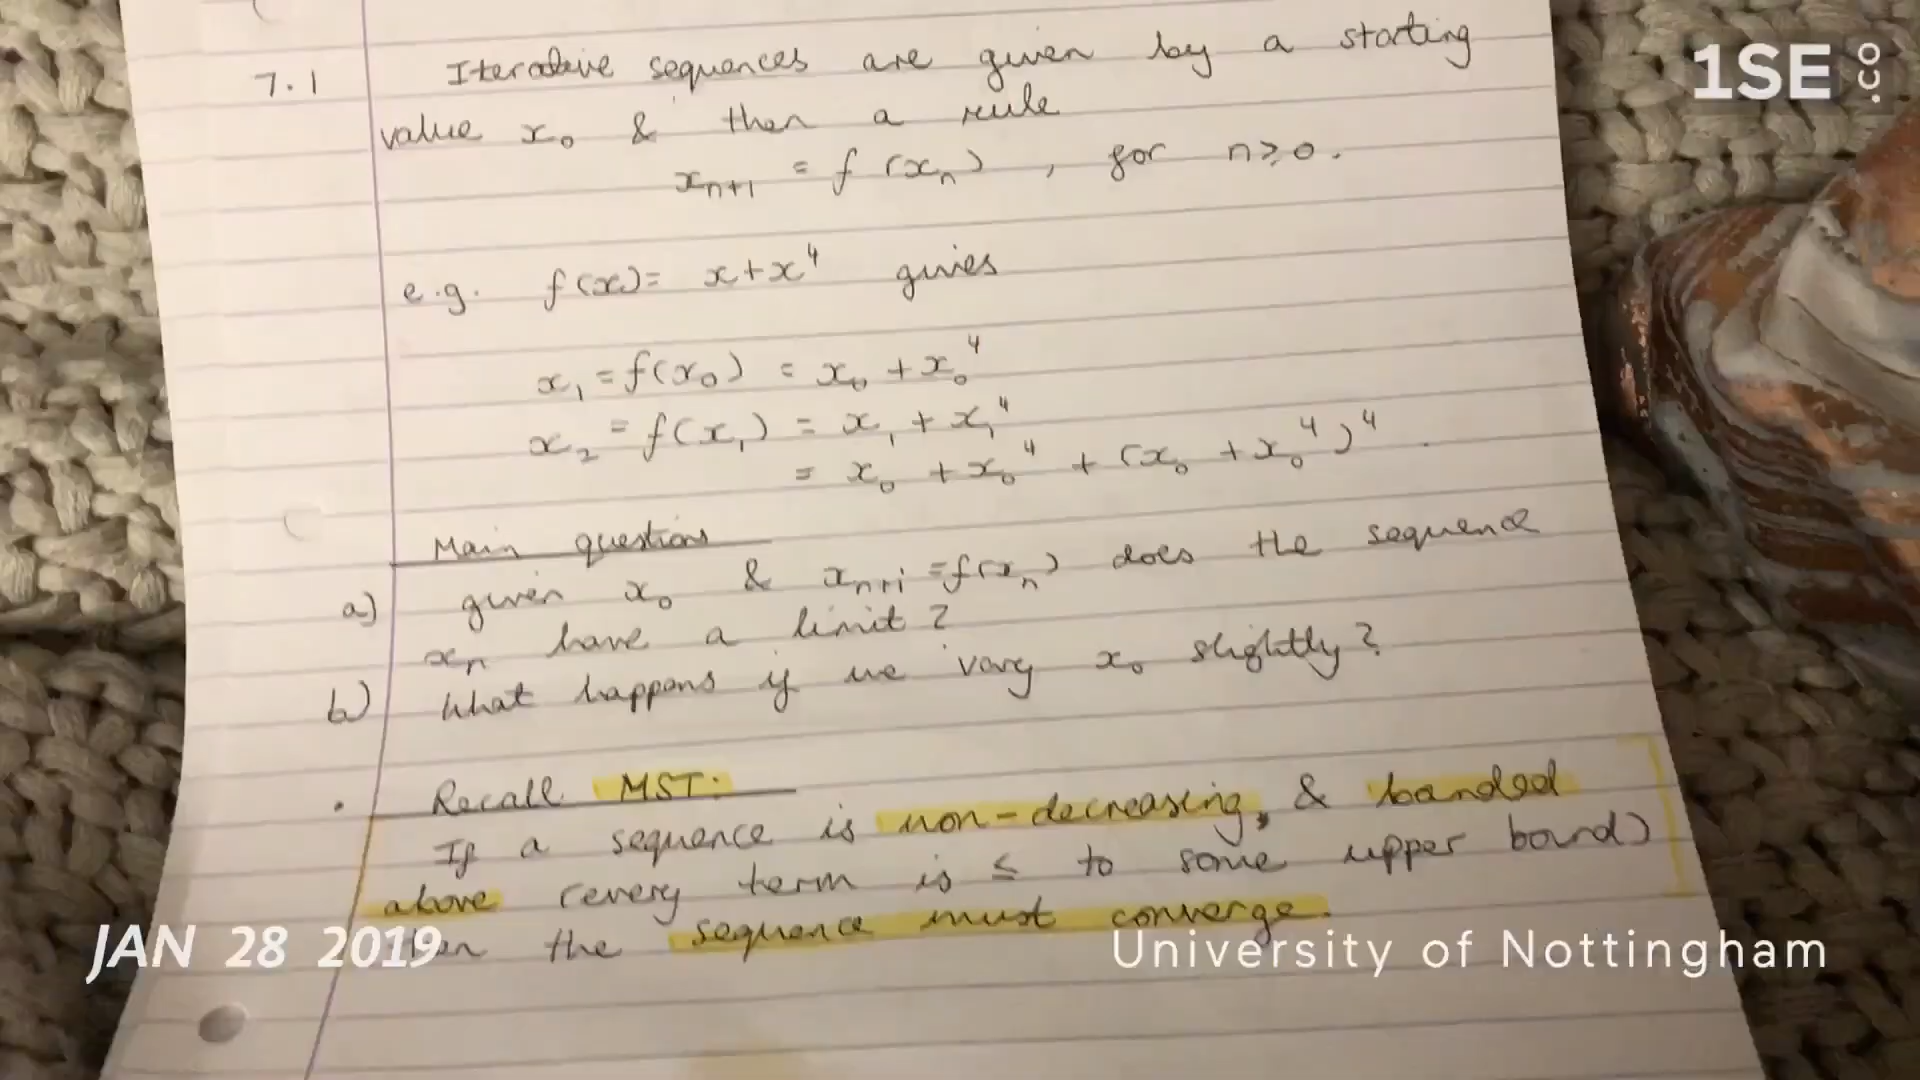 1SE.co
7.1 Iterative sequences are given by a starting
value x₀ & then a rule
xₙ₊₁ = f(xₙ), for n≥0.
e.g. f(x)= x+x⁴ gives
x₁ = f(x₀) = x₀ + x₀⁴
x₂ = f(x₁) = x₁ + x₁⁴
= x₀ + x₀⁴ + (x₀ + x₀⁴)⁴.
Main questions
a) given x₀ & xₙ₊₁ = f(xₙ) does the sequence
xₙ have a limit?
b) What happens if we vary x₀ slightly?
• Recall MST:
If a sequence is non-decreasing, & bounded
above (every term is ≤ to some upper bound)
then the sequence must converge.
JAN 28 2019
University of Nottingham